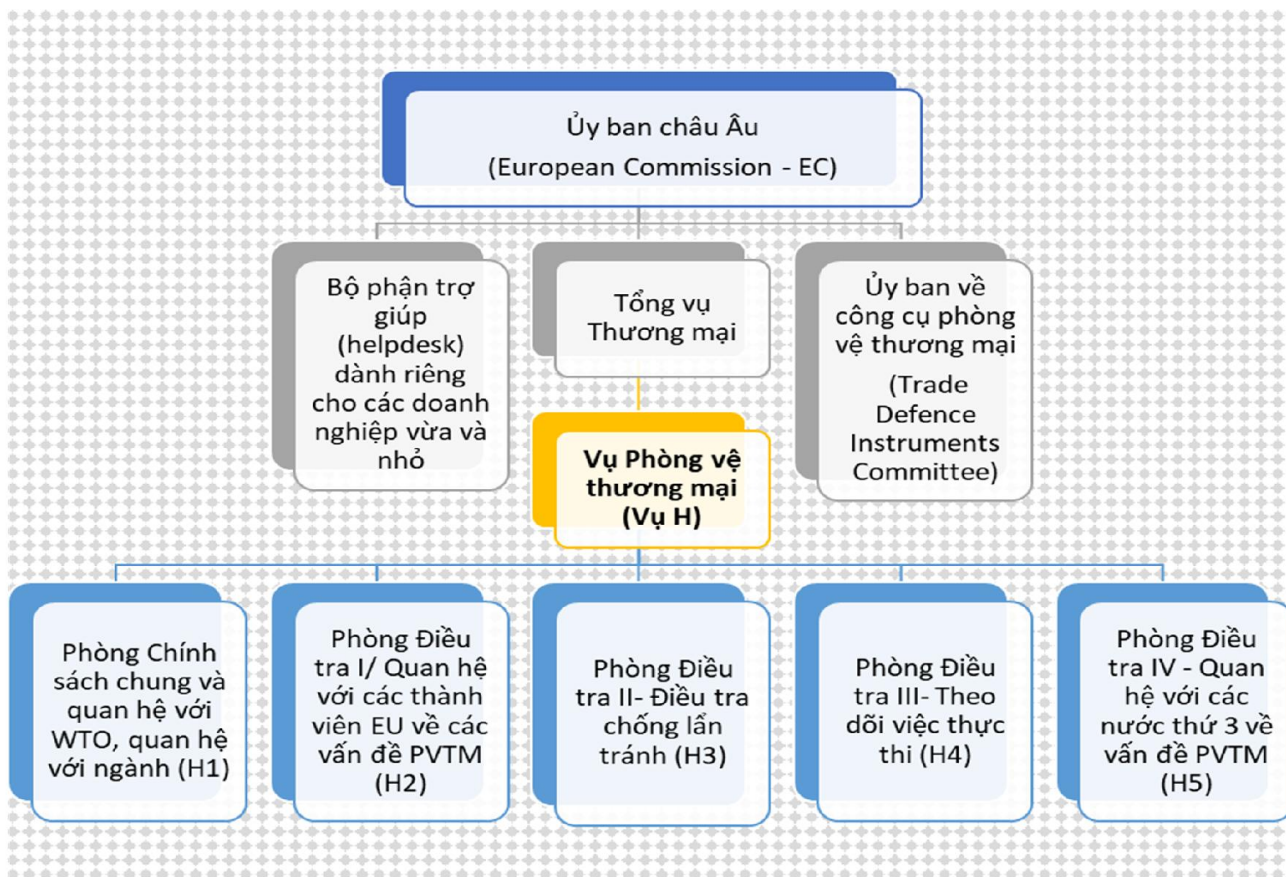 Ủy ban châu Âu
(European Commission - EC)
Bộ phận trợ
giúp
(helpdesk)
dành riêng
cho các doanh
nghiệp vừa và
nhỏ
Tổng vụ
Thương mại
Ủy ban về
công cụ phòng
vệ thương mại
(Trade
Defence
Instruments
Committee)
Vụ Phòng vệ
thương mại
(Vụ H)
Phòng Chính
sách chung và
quan hệ với
WTO, quan hệ
với ngành (H1)
Phòng Điều
tra I/ Quan hệ
với các thành
viên EU về các
vấn đề PVTM
(H2)
Phòng Điều
tra II- Điều tra
chống lẩn
tránh (H3)
Phòng Điều
tra III- Theo
dõi việc thực
thi (H4)
Phòng Điều
tra IV - Quan
hệ với các
nước thứ 3 về
vấn đề PVTM
(H5)